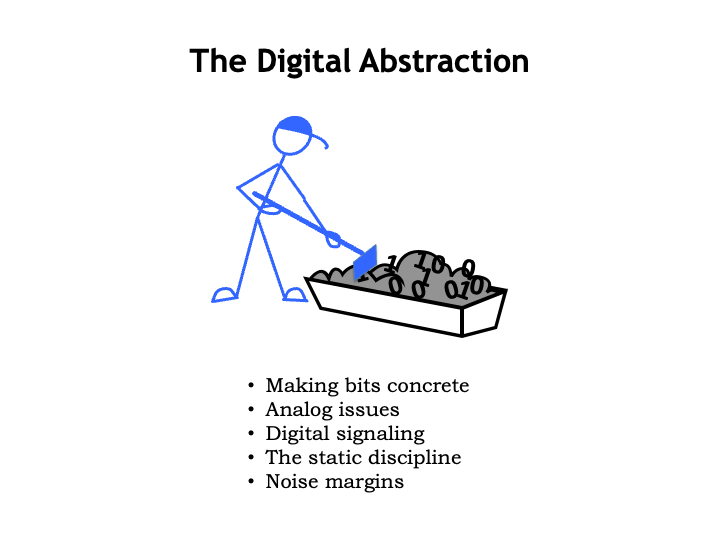 The Digital Abstraction
1 1 0 0
1 1 0
0 0 0 1
• Making bits concrete
• Analog issues
• Digital signaling
• The static discipline
• Noise margins